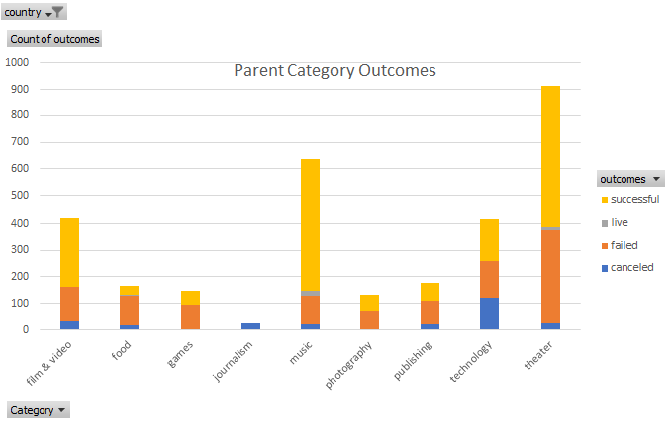 country
Count of outcomes
Parent Category Outcomes
1000
900
800
700
600
500
400
300
200
100
0
film & video
food
games
journalism
music
photography
publishing
technology
theater
outcomes
successful
live
failed
canceled
Category